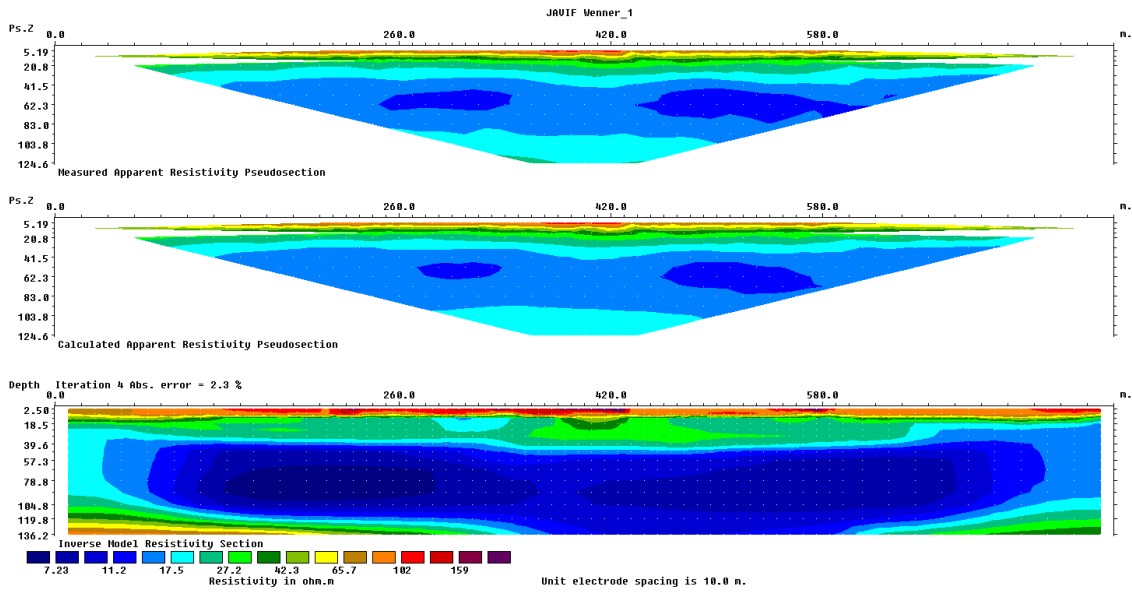 JAVIF Wenner_1
Ps.Z 0.0 260.0 420.0 580.0 m.
5.19
20.8
41.5
62.3
83.0
103.8
124.6
Measured Apparent Resistivity Pseudosection
Ps.Z 0.0 260.0 420.0 580.0 m.
5.19
20.8
41.5
62.3
83.0
103.8
124.6
Calculated Apparent Resistivity Pseudosection
Depth Iteration 4 Abs. error = 2.3 %
0.0 260.0 420.0 580.0 m.
2.50
18.5
39.6
57.3
78.8
104.8
119.8
136.2
Inverse Model Resistivity Section
7.23 11.2 17.5 27.2 42.3 65.7 102 159
Resistivity in ohm.m Unit electrode spacing is 10.0 m.